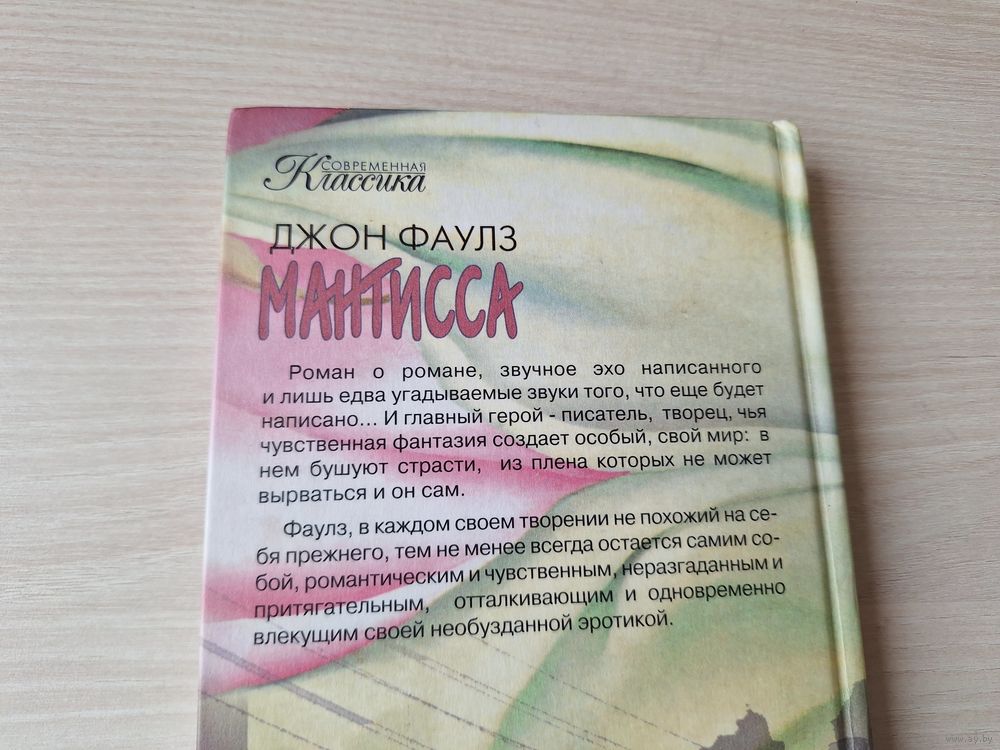 СОВРЕМЕННАЯ
Классика
ДЖОН ФАУЛЗ
МАНТИССА
Роман о романе, звучное эхо написанного
и лишь едва угадываемые звуки того, что еще будет
написано... И главный герой - писатель, творец, чья
чувственная фантазия создает особый, свой мир: в
нем бушуют страсти, из плена которых не может
вырваться и он сам.
Фаулз, в каждом своем творении не похожий на се-
бя прежнего, тем не менее всегда остается самим со-
бой, романтическим и чувственным, неразгаданным и
притягательным, отталкивающим и одновременно
влекущим своей необузданной эротикой.
www.ay.by